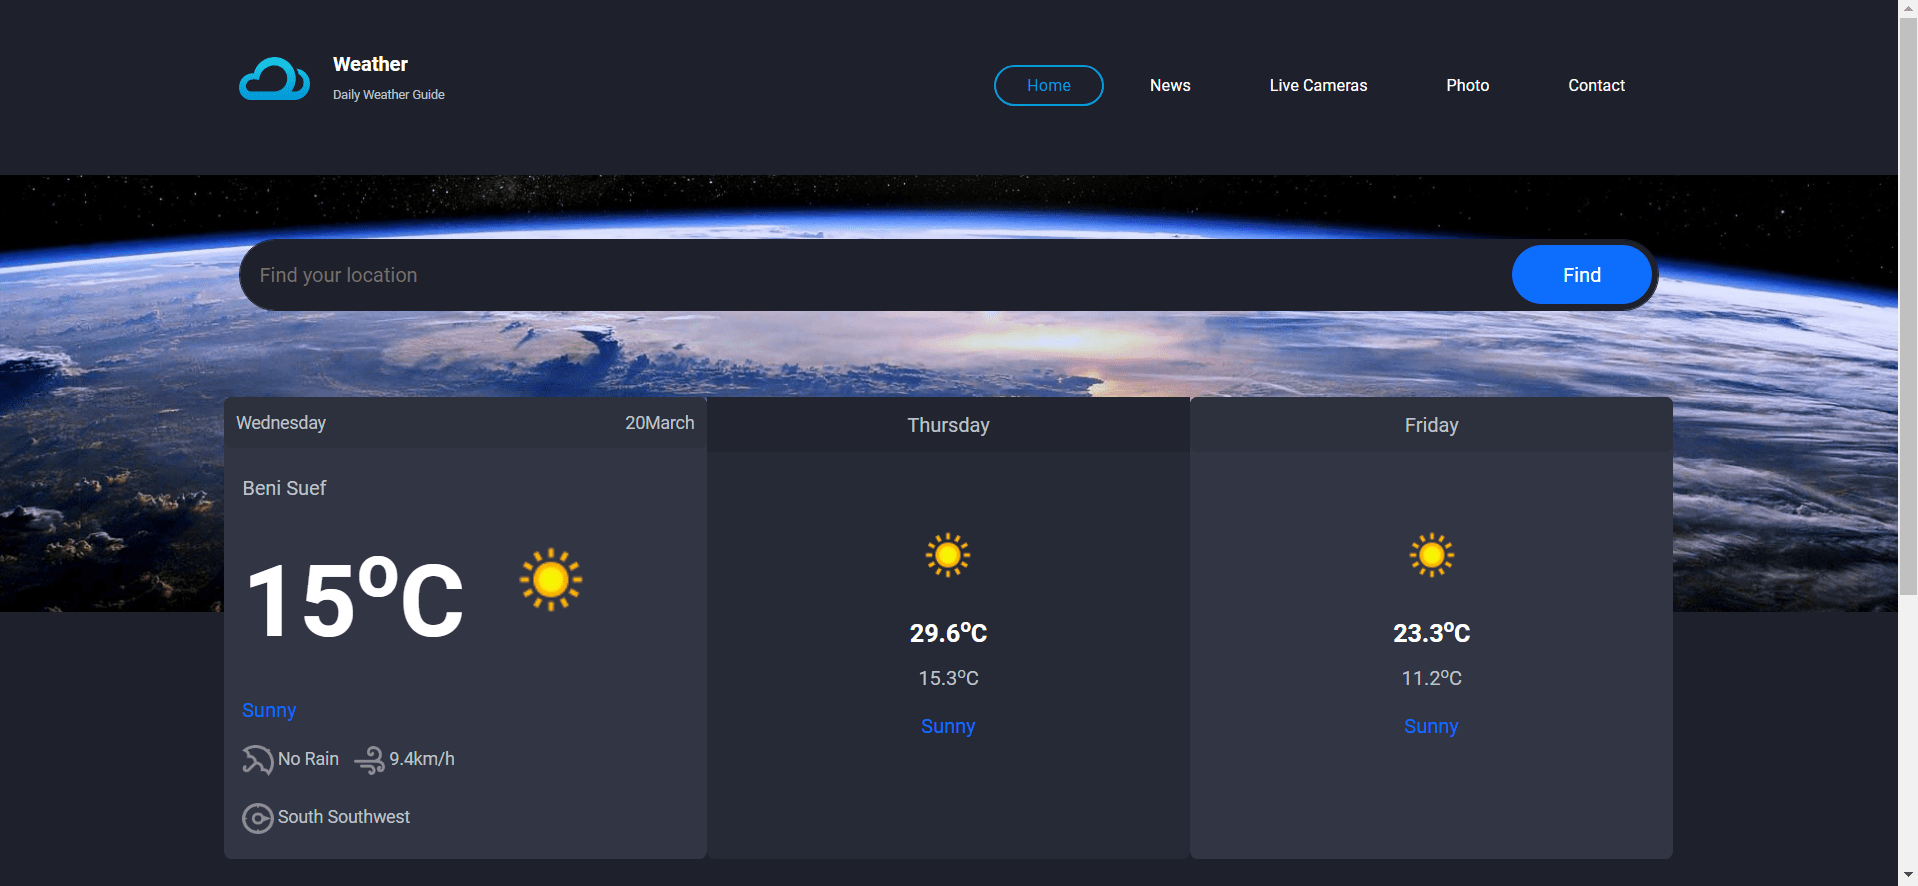 Weather
Daily Weather Guide
Home
News
Live Cameras
Photo
Contact
Find your location
Find
Wednesday
20March
Beni Suef
15°C
Sunny
No Rain
9.4km/h
South Southwest
Thursday
29.6°C
15.3°C
Sunny
Friday
23.3°C
11.2°C
Sunny